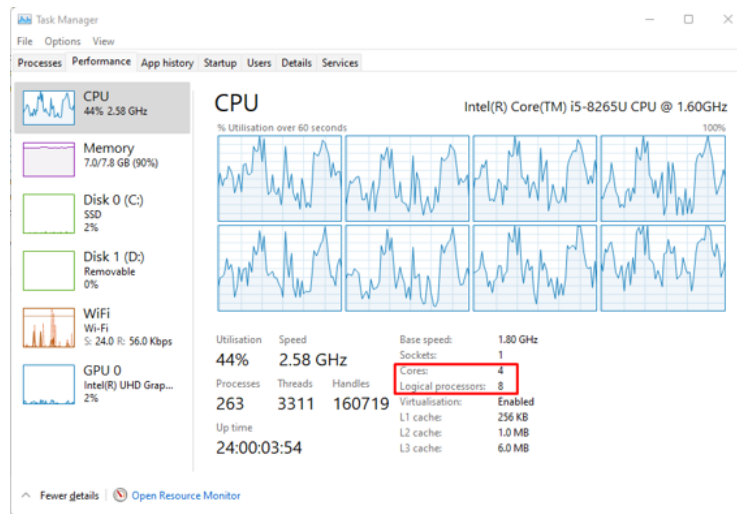 Task Manager
File Options View
Processes Performance App history Startup Users Details Services
CPU
44% 2.58 GHz
Memory
7.0/7.8 GB (90%)
Disk 0 (C:)
SSD
2%
Disk 1 (D:)
Removable
0%
WiFi
Wi-Fi
S: 24.0 R: 56.0 Kbps
GPU 0
Intel(R) UHD Grap...
2%
CPU Intel(R) Core(TM) i5-8265U CPU @ 1.60GHz
% Utilisation over 60 seconds 100%
Utilisation Speed
44% 2.58 GHz
Processes Threads Handles
263 3311 160719
Up time
24:00:03:54
Base speed: 1.80 GHz
Sockets: 1
Cores: 4
Logical processors: 8
Virtualisation: Enabled
L1 cache: 256 KB
L2 cache: 1.0 MB
L3 cache: 6.0 MB
Fewer details Open Resource Monitor